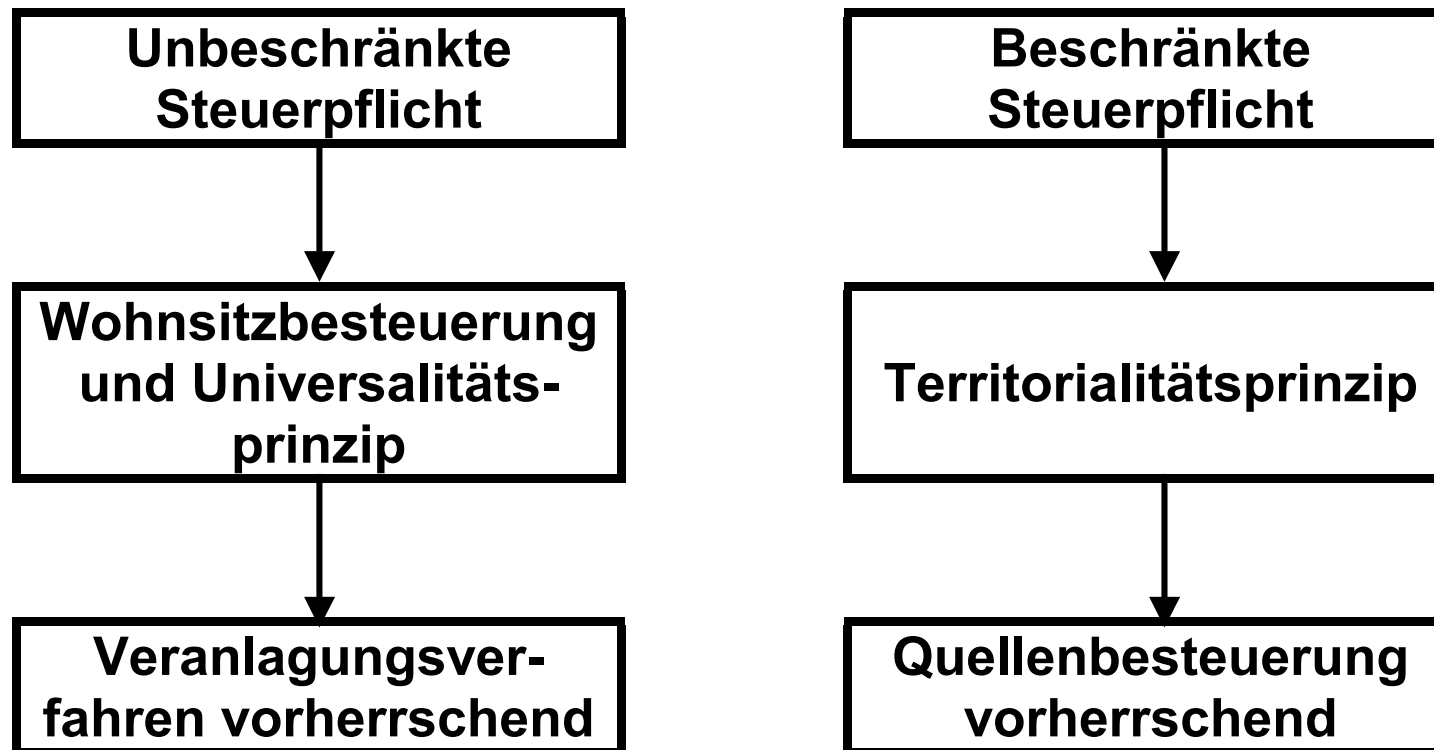 Unbeschränkte
Steuerpflicht
Wohnsitzbesteuerung
und Universalitäts-
prinzip
Veranlagungsver-
fahren vorherrschend
Beschränkte
Steuerpflicht
Territorialitätsprinzip
Quellenbesteuerung
vorherrschend